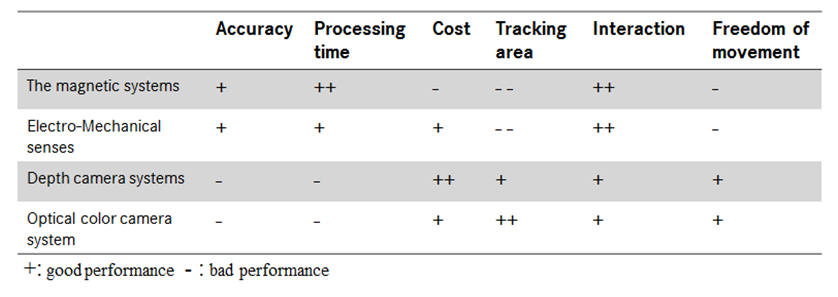 Accuracy Processing time Cost Tracking area Interaction Freedom of movement
The magnetic systems + ++ – - - ++ –
Electro-Mechanical senses + + + - - ++ –
Depth camera systems – – ++ + + +
Optical color camera system – – + ++ + +
+: good performance - : bad performance